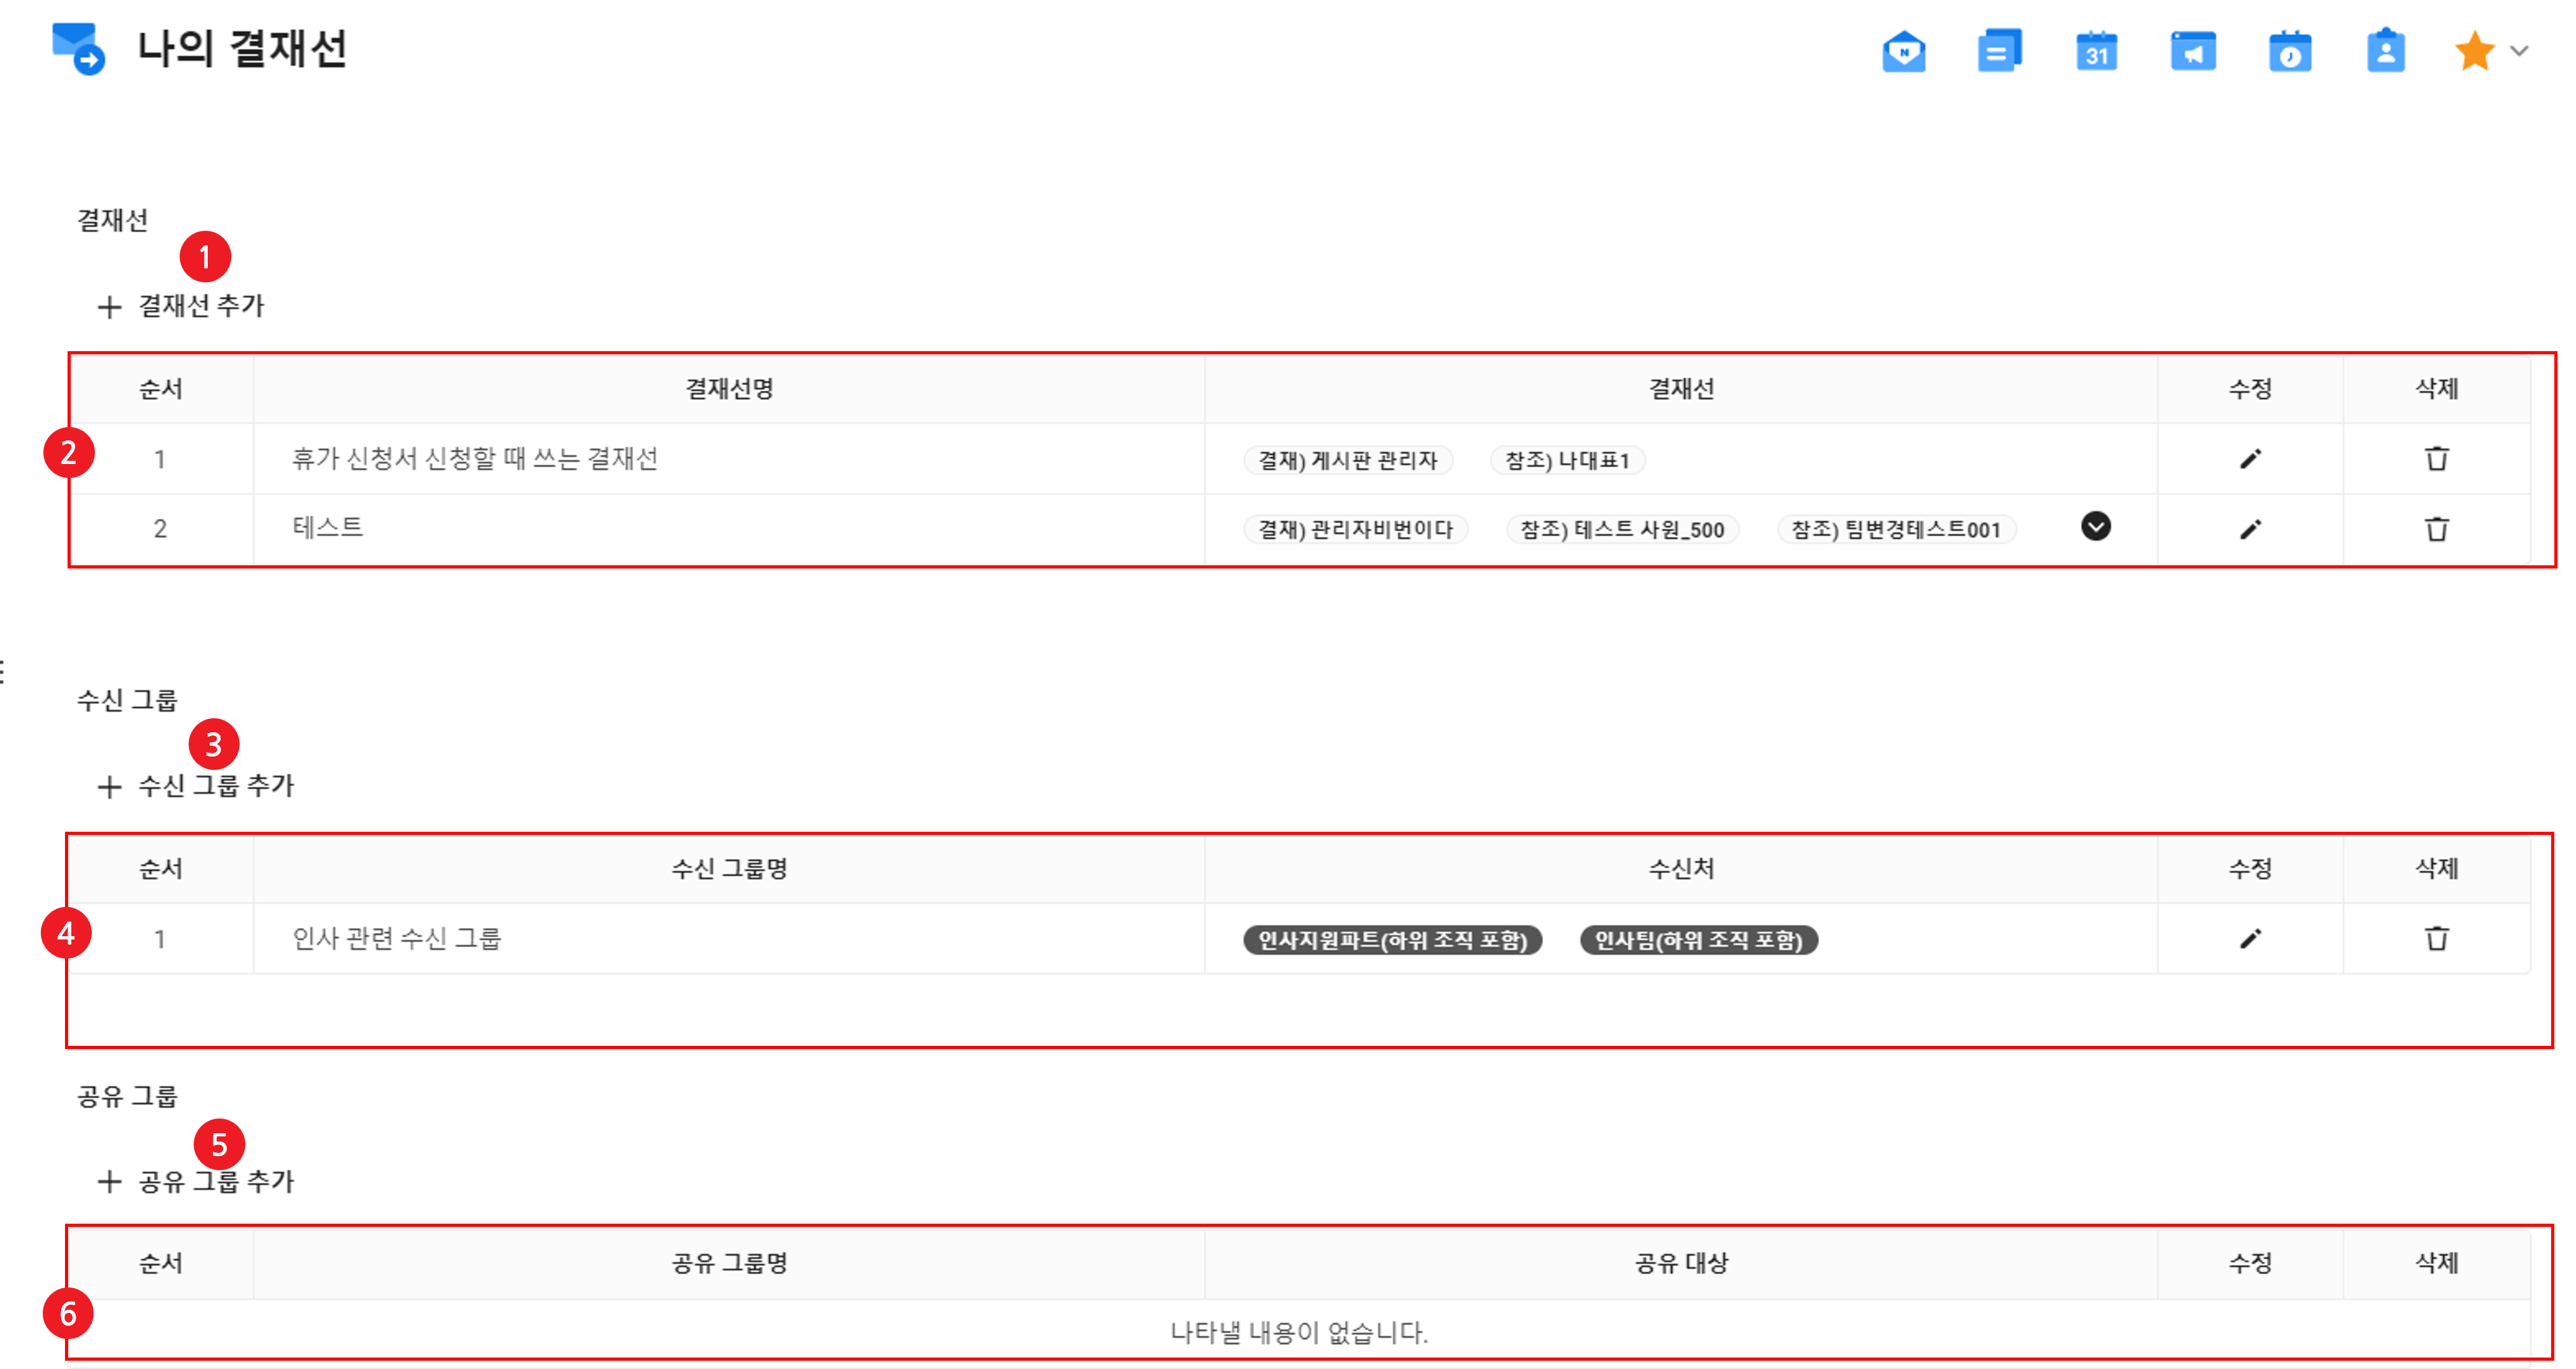 나의 결재선
N
31
결재선
1
+ 결재선 추가
순서 결재선명 결재선 수정 삭제
2
1 휴가 신청서 신청할 때 쓰는 결재선 결재) 게시판 관리자 참조) 나대표1
2 테스트 결재) 관리자비번이다 참조) 테스트 사원_500 참조) 팀변경테스트001
수신 그룹
3
+ 수신 그룹 추가
순서 수신 그룹명 수신처 수정 삭제
4
1 인사 관련 수신 그룹 인사지원파트(하위 조직 포함) 인사팀(하위 조직 포함)
공유 그룹
5
+ 공유 그룹 추가
순서 공유 그룹명 공유 대상 수정 삭제
6
나타낼 내용이 없습니다.